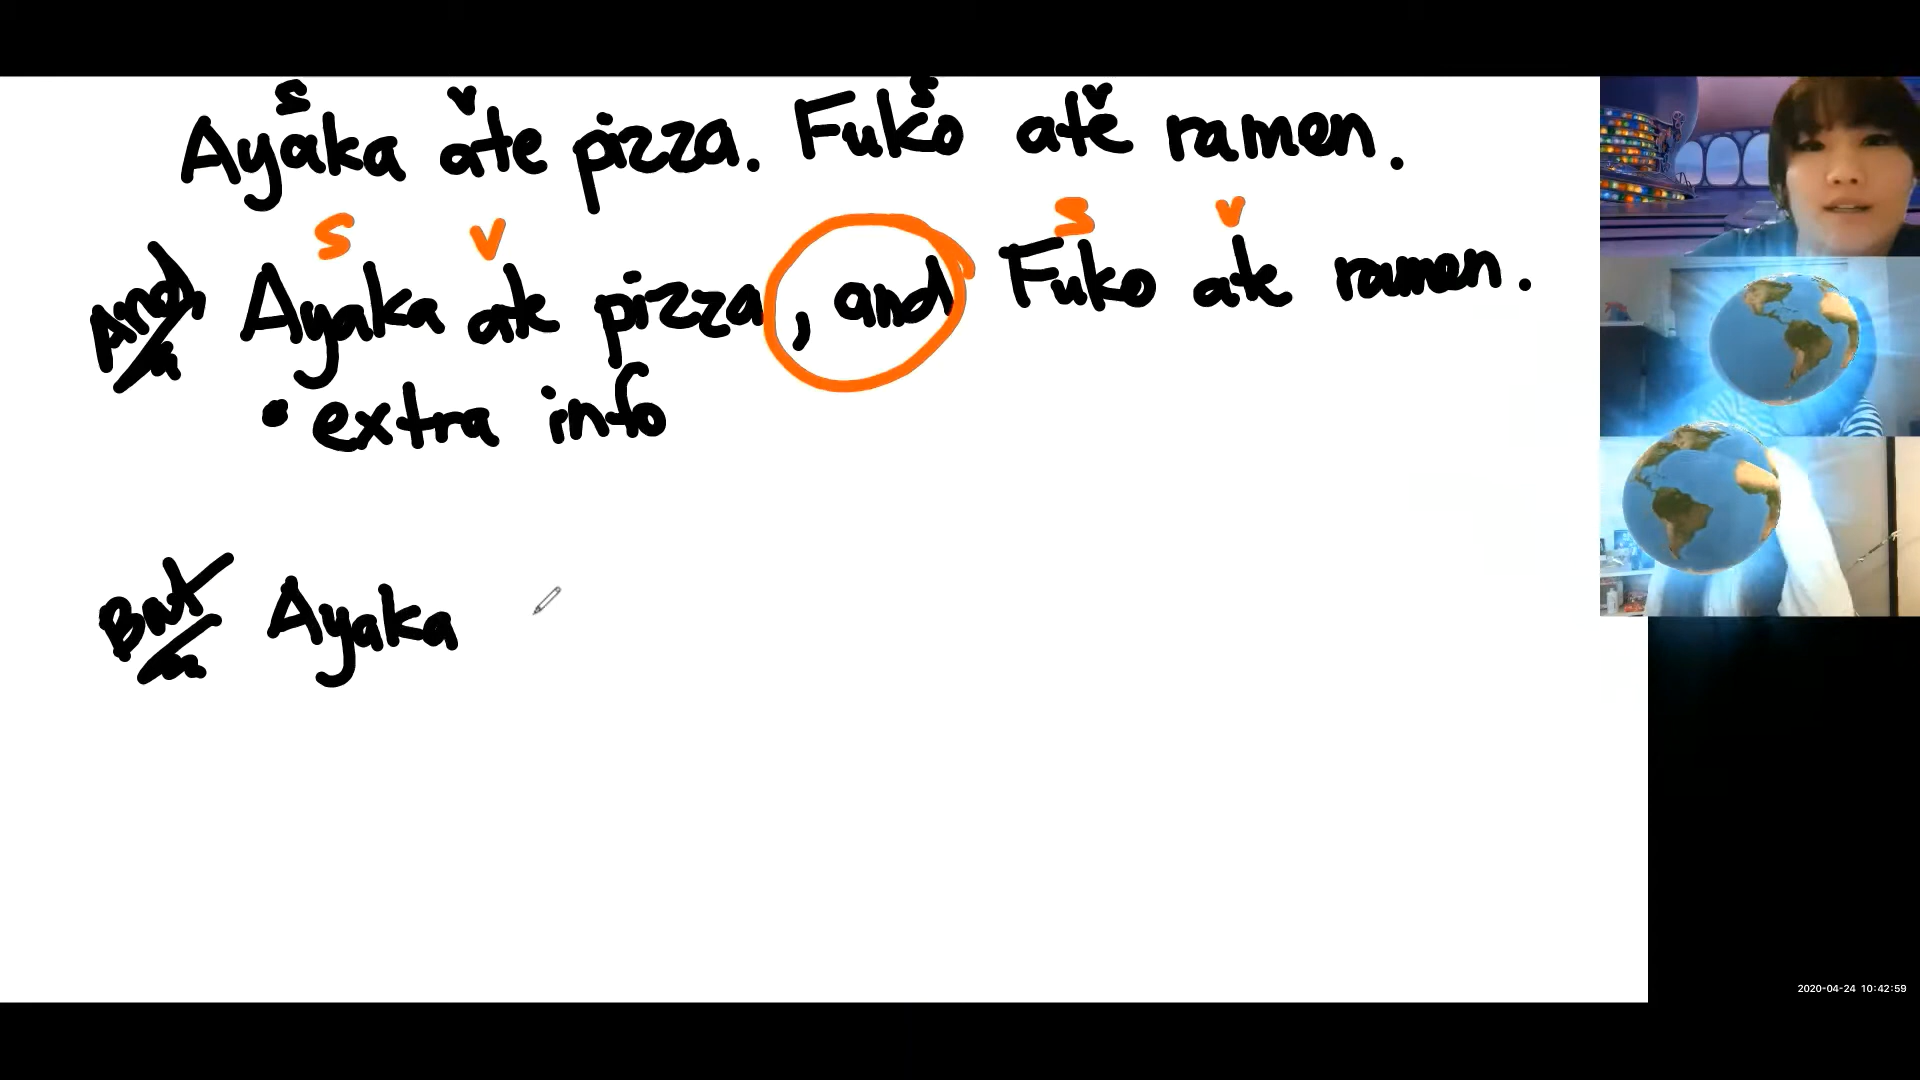 s v s v
Ayaka ate pizza. Fuko ate ramen.
s v s v
And Ayaka ate pizza, and Fuko ate ramen.
• extra info
But Ayaka
2020-04-24 10:42:59